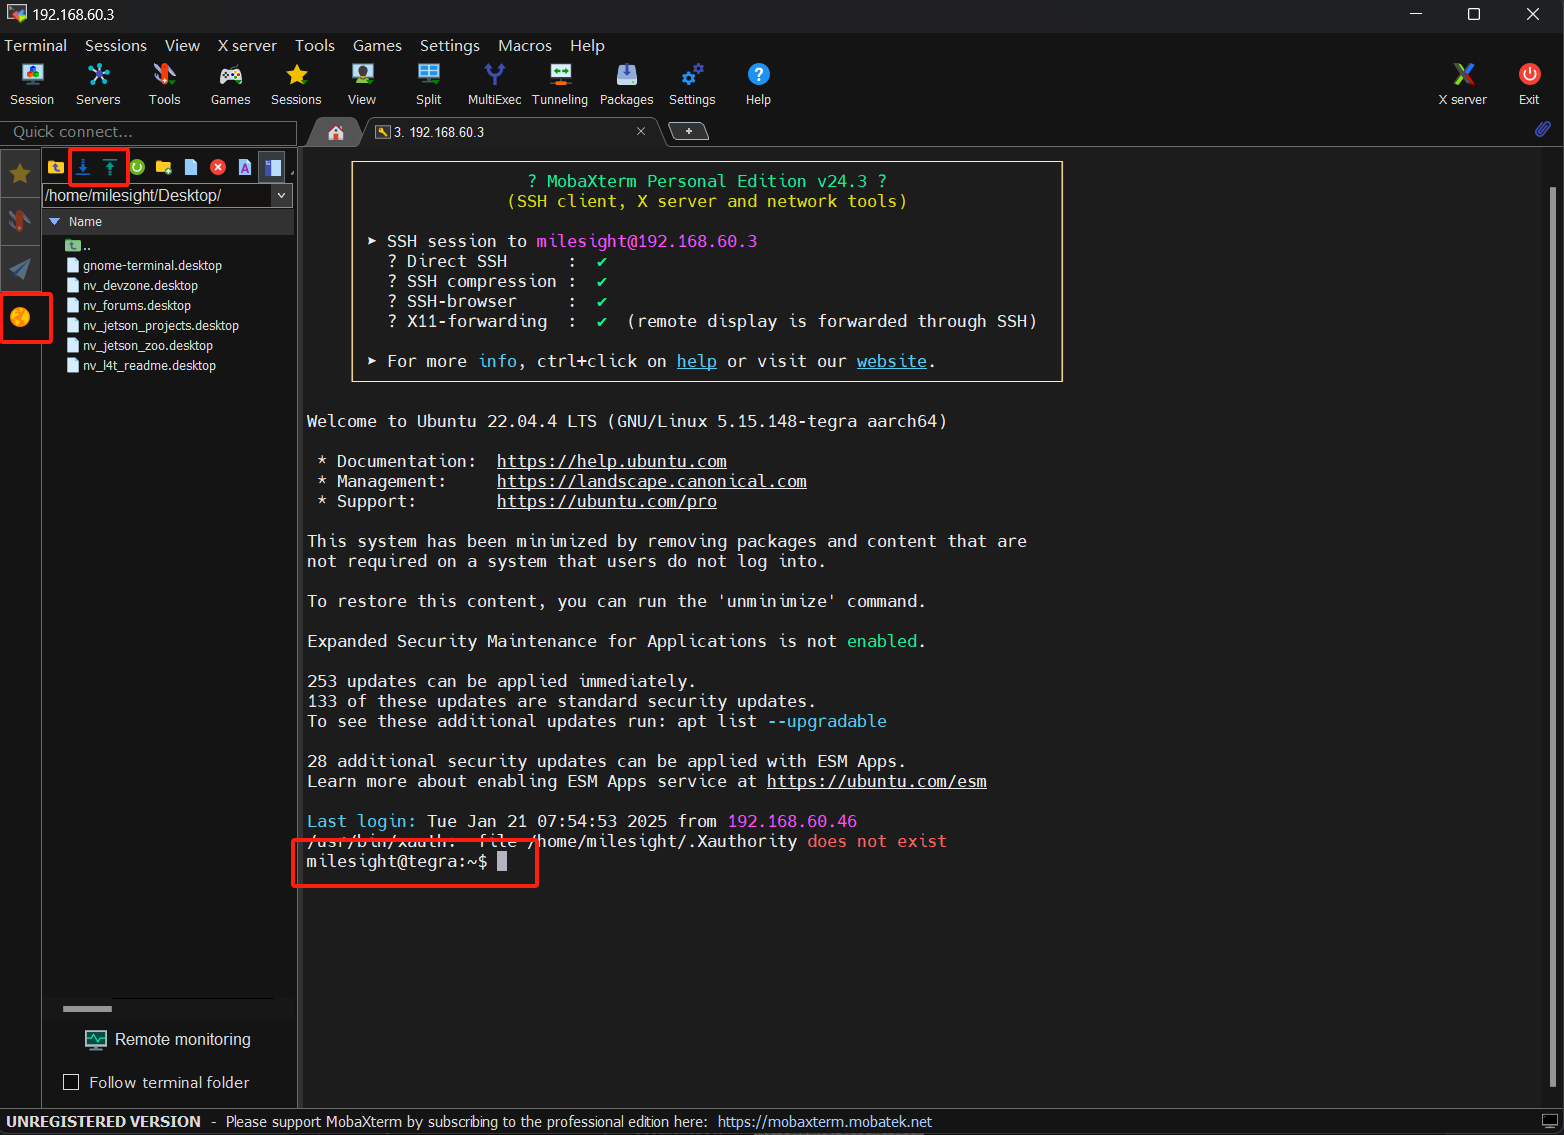 192.168.60.3
Terminal Sessions View X server Tools Games Settings Macros Help
Session Servers Tools Games Sessions View Split MultiExec Tunneling Packages Settings Help X server Exit
Quick connect...
3. 192.168.60.3
/home/milesight/Desktop/
Name
..
gnome-terminal.desktop
nv_devzone.desktop
nv_forums.desktop
nv_jetson_projects.desktop
nv_jetson_zoo.desktop
nv_l4t_readme.desktop
Remote monitoring
Follow terminal folder
? MobaXterm Personal Edition v24.3 ?
(SSH client, X server and network tools)
➤ SSH session to milesight@192.168.60.3
? Direct SSH : ✔
? SSH compression : ✔
? SSH-browser : ✔
? X11-forwarding : ✔ (remote display is forwarded through SSH)
➤ For more info, ctrl+click on help or visit our website.
Welcome to Ubuntu 22.04.4 LTS (GNU/Linux 5.15.148-tegra aarch64)
* Documentation: https://help.ubuntu.com
* Management: https://landscape.canonical.com
* Support: https://ubuntu.com/pro
This system has been minimized by removing packages and content that are
not required on a system that users do not log into.
To restore this content, you can run the 'unminimize' command.
Expanded Security Maintenance for Applications is not enabled.
253 updates can be applied immediately.
133 of these updates are standard security updates.
To see these additional updates run: apt list --upgradable
28 additional security updates can be applied with ESM Apps.
Learn more about enabling ESM Apps service at https://ubuntu.com/esm
Last login: Tue Jan 21 07:54:53 2025 from 192.168.60.46
/usr/bin/xauth: file /home/milesight/.Xauthority does not exist
milesight@tegra:~$
UNREGISTERED VERSION - Please support MobaXterm by subscribing to the professional edition here: https://mobaxterm.mobatek.net